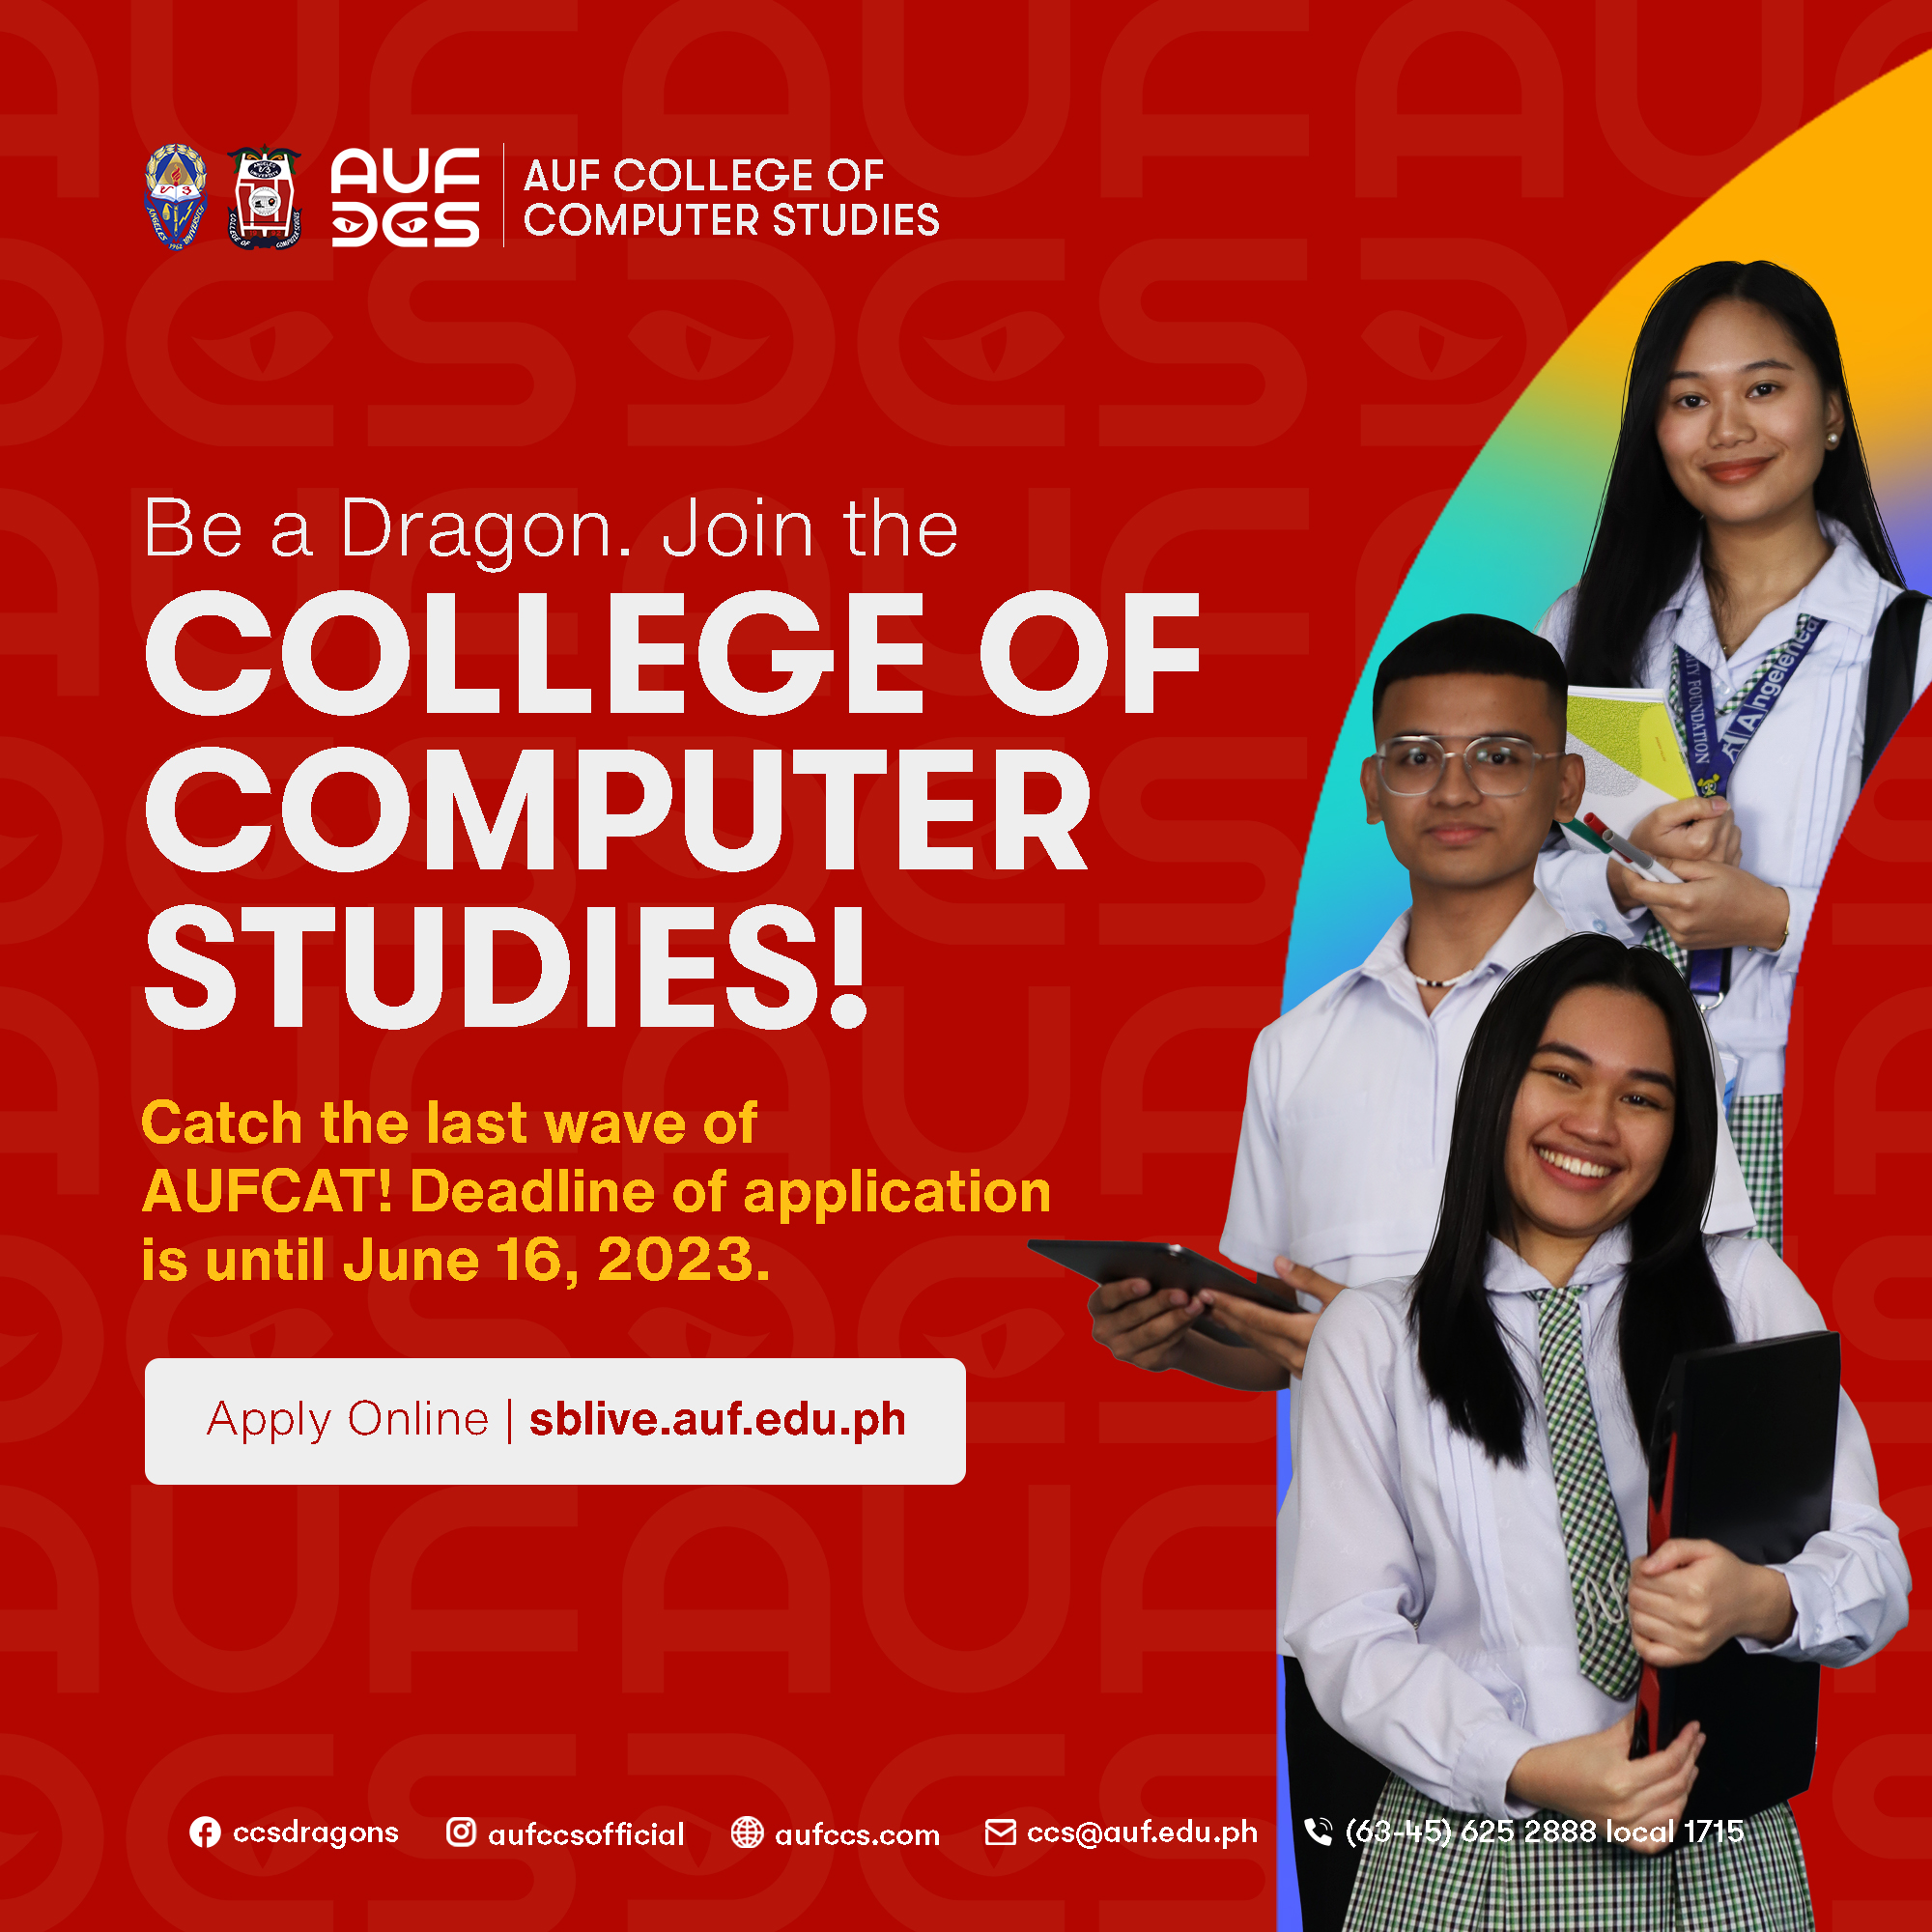 AUF
CCS
AUF COLLEGE OF
COMPUTER STUDIES
Be a Dragon. Join the
COLLEGE OF
COMPUTER
STUDIES!
Catch the last wave of
AUFCAT! Deadline of application
is until June 16, 2023.
Apply Online | sblive.auf.edu.ph
FOUNDATION
Angelenea
ccsdragons
aufccsofficial
aufccs.com
ccs@auf.edu.ph
(63-45) 625 2888 local 1715